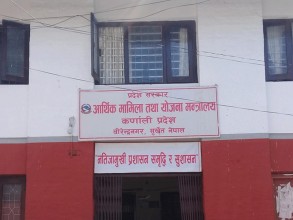 प्रदेश सरकार
आर्थिक मामिला तथा योजना मन्त्रालय
कर्णाली प्रदेश
वीरेन्द्रनगर, सुर्खेत नेपाल
"नतिजामुखी प्रशासन समृद्धि र सुशासन"